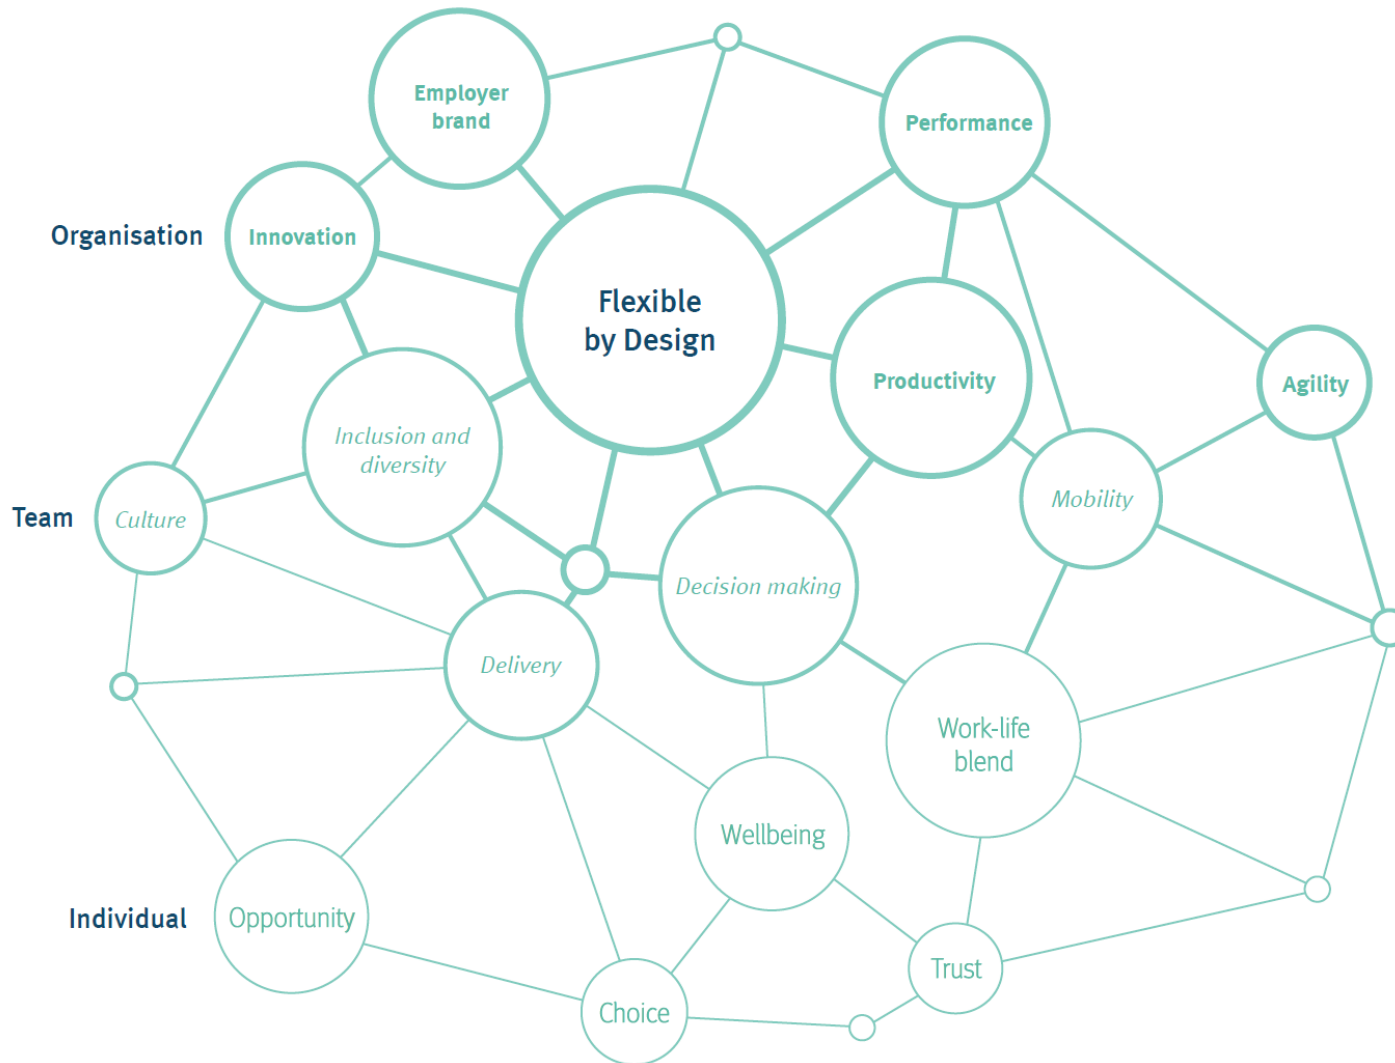 Employer
brand
Performance
Organisation
Innovation
Flexible
by Design
Productivity
Agility
Inclusion and
diversity
Team
Culture
Mobility
Decision making
Delivery
Work-life
blend
Wellbeing
Individual
Opportunity
Trust
Choice